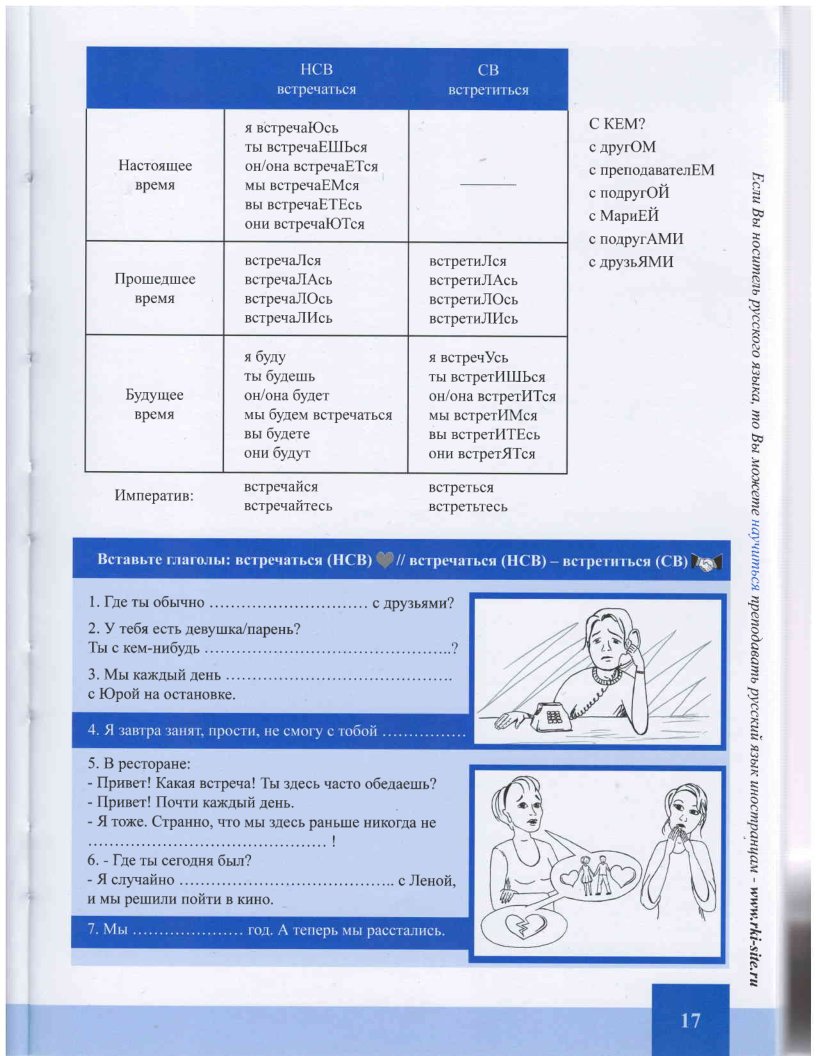 НСВ
встречаться
СВ
встретиться
Настоящее
время
я встречаЮсь
ты встречаЕШЬся
он/она встречаЕТся
мы встречаЕМся
вы встречаЕТЕсь
они встречаЮТся
С КЕМ?
с другОМ
с преподавателЕМ
с подругОЙ
с МариЕЙ
с подругАМИ
с друзьЯМИ
Прошедшее
время
встречаЛся
встречаЛАсь
встречаЛОсь
встречаЛИсь
встретиЛся
встретиЛАсь
встретиЛОсь
встретиЛИсь
Будущее
время
я буду
ты будешь
он/она будет
мы будем встречаться
вы будете
они будут
я встречУсь
ты встретИШЬся
он/она встретИТся
мы встретИМся
вы встретИТЕсь
они встретЯТся
Императив:
встречайся
встречайтесь
встреться
встретьтесь
Вставьте глаголы: встречаться (НСВ) // встречаться (НСВ) – встретиться (СВ)
1. Где ты обычно ................................ с друзьями?
2. У тебя есть девушка/парень?
Ты с кем-нибудь ..................................................?
3. Мы каждый день ..............................................
с Юрой на остановке.
4. Я завтра занят, прости, не смогу с тобой .................
5. В ресторане:
- Привет! Какая встреча! Ты здесь часто обедаешь?
- Привет! Почти каждый день.
- Я тоже. Странно, что мы здесь раньше никогда не
................................................ !
6. - Где ты сегодня был?
- Я случайно ............................................ с Леной,
и мы решили пойти в кино.
7. Мы ...................... год. А теперь мы расстались.
17
Если Вы носитель русского языка, то Вы можете научиться преподавать русский язык иностранцам - www.rki-site.ru